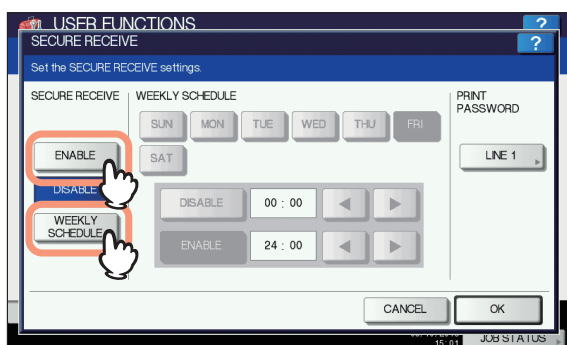 USER FUNCTIONS
?
SECURE RECEIVE
?
Set the SECURE RECEIVE settings.
SECURE RECEIVE
WEEKLY SCHEDULE
PRINT
PASSWORD
SUN MON TUE WED THU FRI
SAT
ENABLE
LINE 1
DISABLE
DISABLE 00 : 00
WEEKLY
SCHEDULE
ENABLE 24 : 00
CANCEL OK
15:01 JOB STATUS